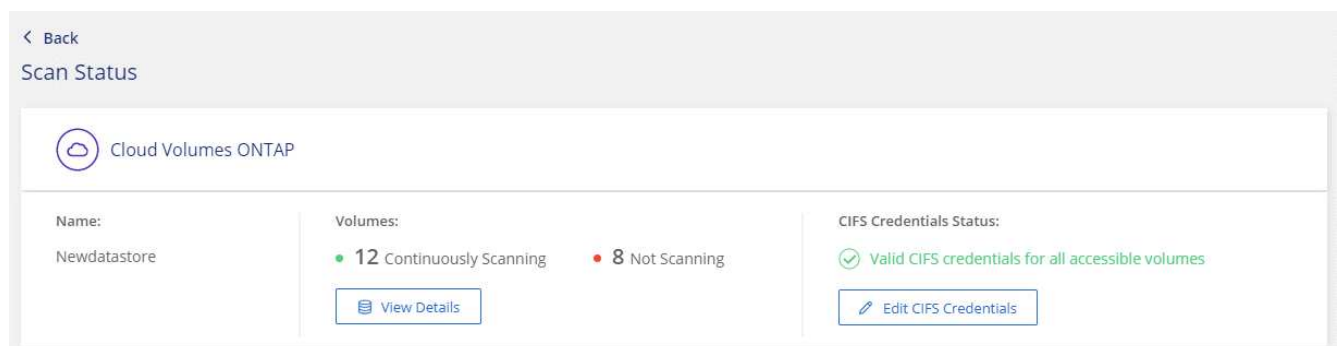 Back
Scan Status
Cloud Volumes ONTAP
Name:
Newdatastore
Volumes:
12 Continuously Scanning
8 Not Scanning
View Details
CIFS Credentials Status:
Valid CIFS credentials for all accessible volumes
Edit CIFS Credentials